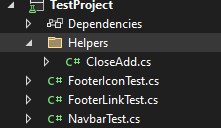 TestProject
Dependencies
Helpers
C# CloseAdd.cs
C# FooterIconTest.cs
C# FooterLinkTest.cs
C# NavbarTest.cs